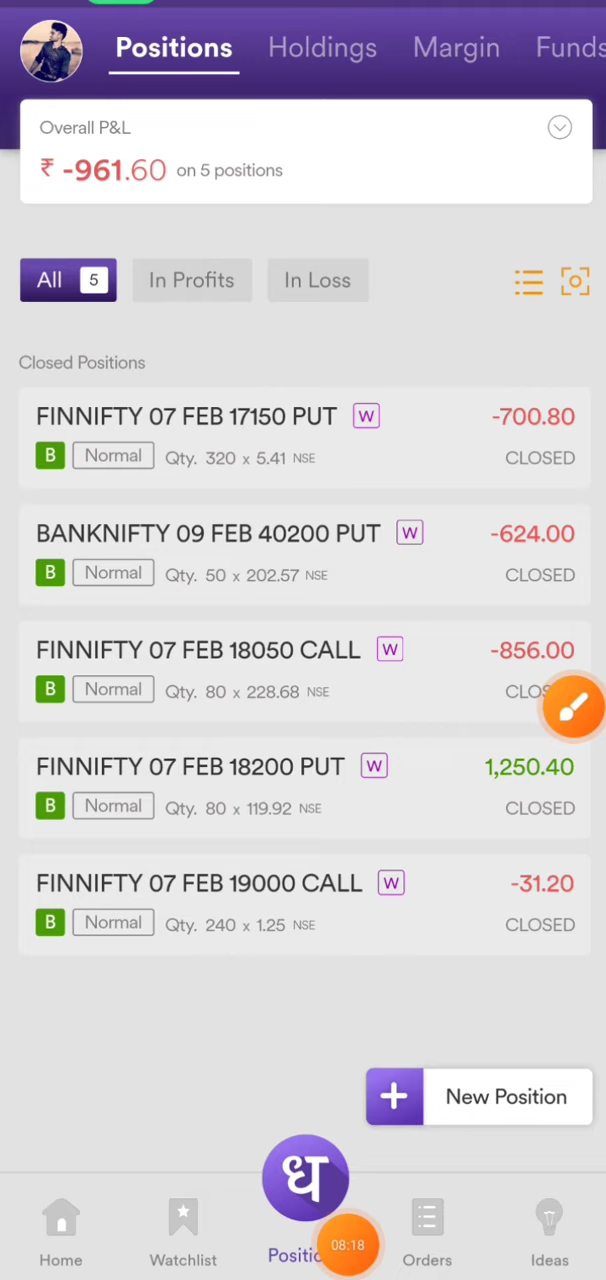 Positions Holdings Margin Funds
Overall P&L
₹ -961.60 on 5 positions
All 5 In Profits In Loss
Closed Positions
FINNIFTY 07 FEB 17150 PUT W -700.80
B Normal Qty. 320 x 5.41 NSE CLOSED
BANKNIFTY 09 FEB 40200 PUT W -624.00
B Normal Qty. 50 x 202.57 NSE CLOSED
FINNIFTY 07 FEB 18050 CALL W -856.00
B Normal Qty. 80 x 228.68 NSE CLOS
FINNIFTY 07 FEB 18200 PUT W 1,250.40
B Normal Qty. 80 x 119.92 NSE CLOSED
FINNIFTY 07 FEB 19000 CALL W -31.20
B Normal Qty. 240 x 1.25 NSE CLOSED
+ New Position
ध
Home Watchlist Positio 08:18 Orders Ideas